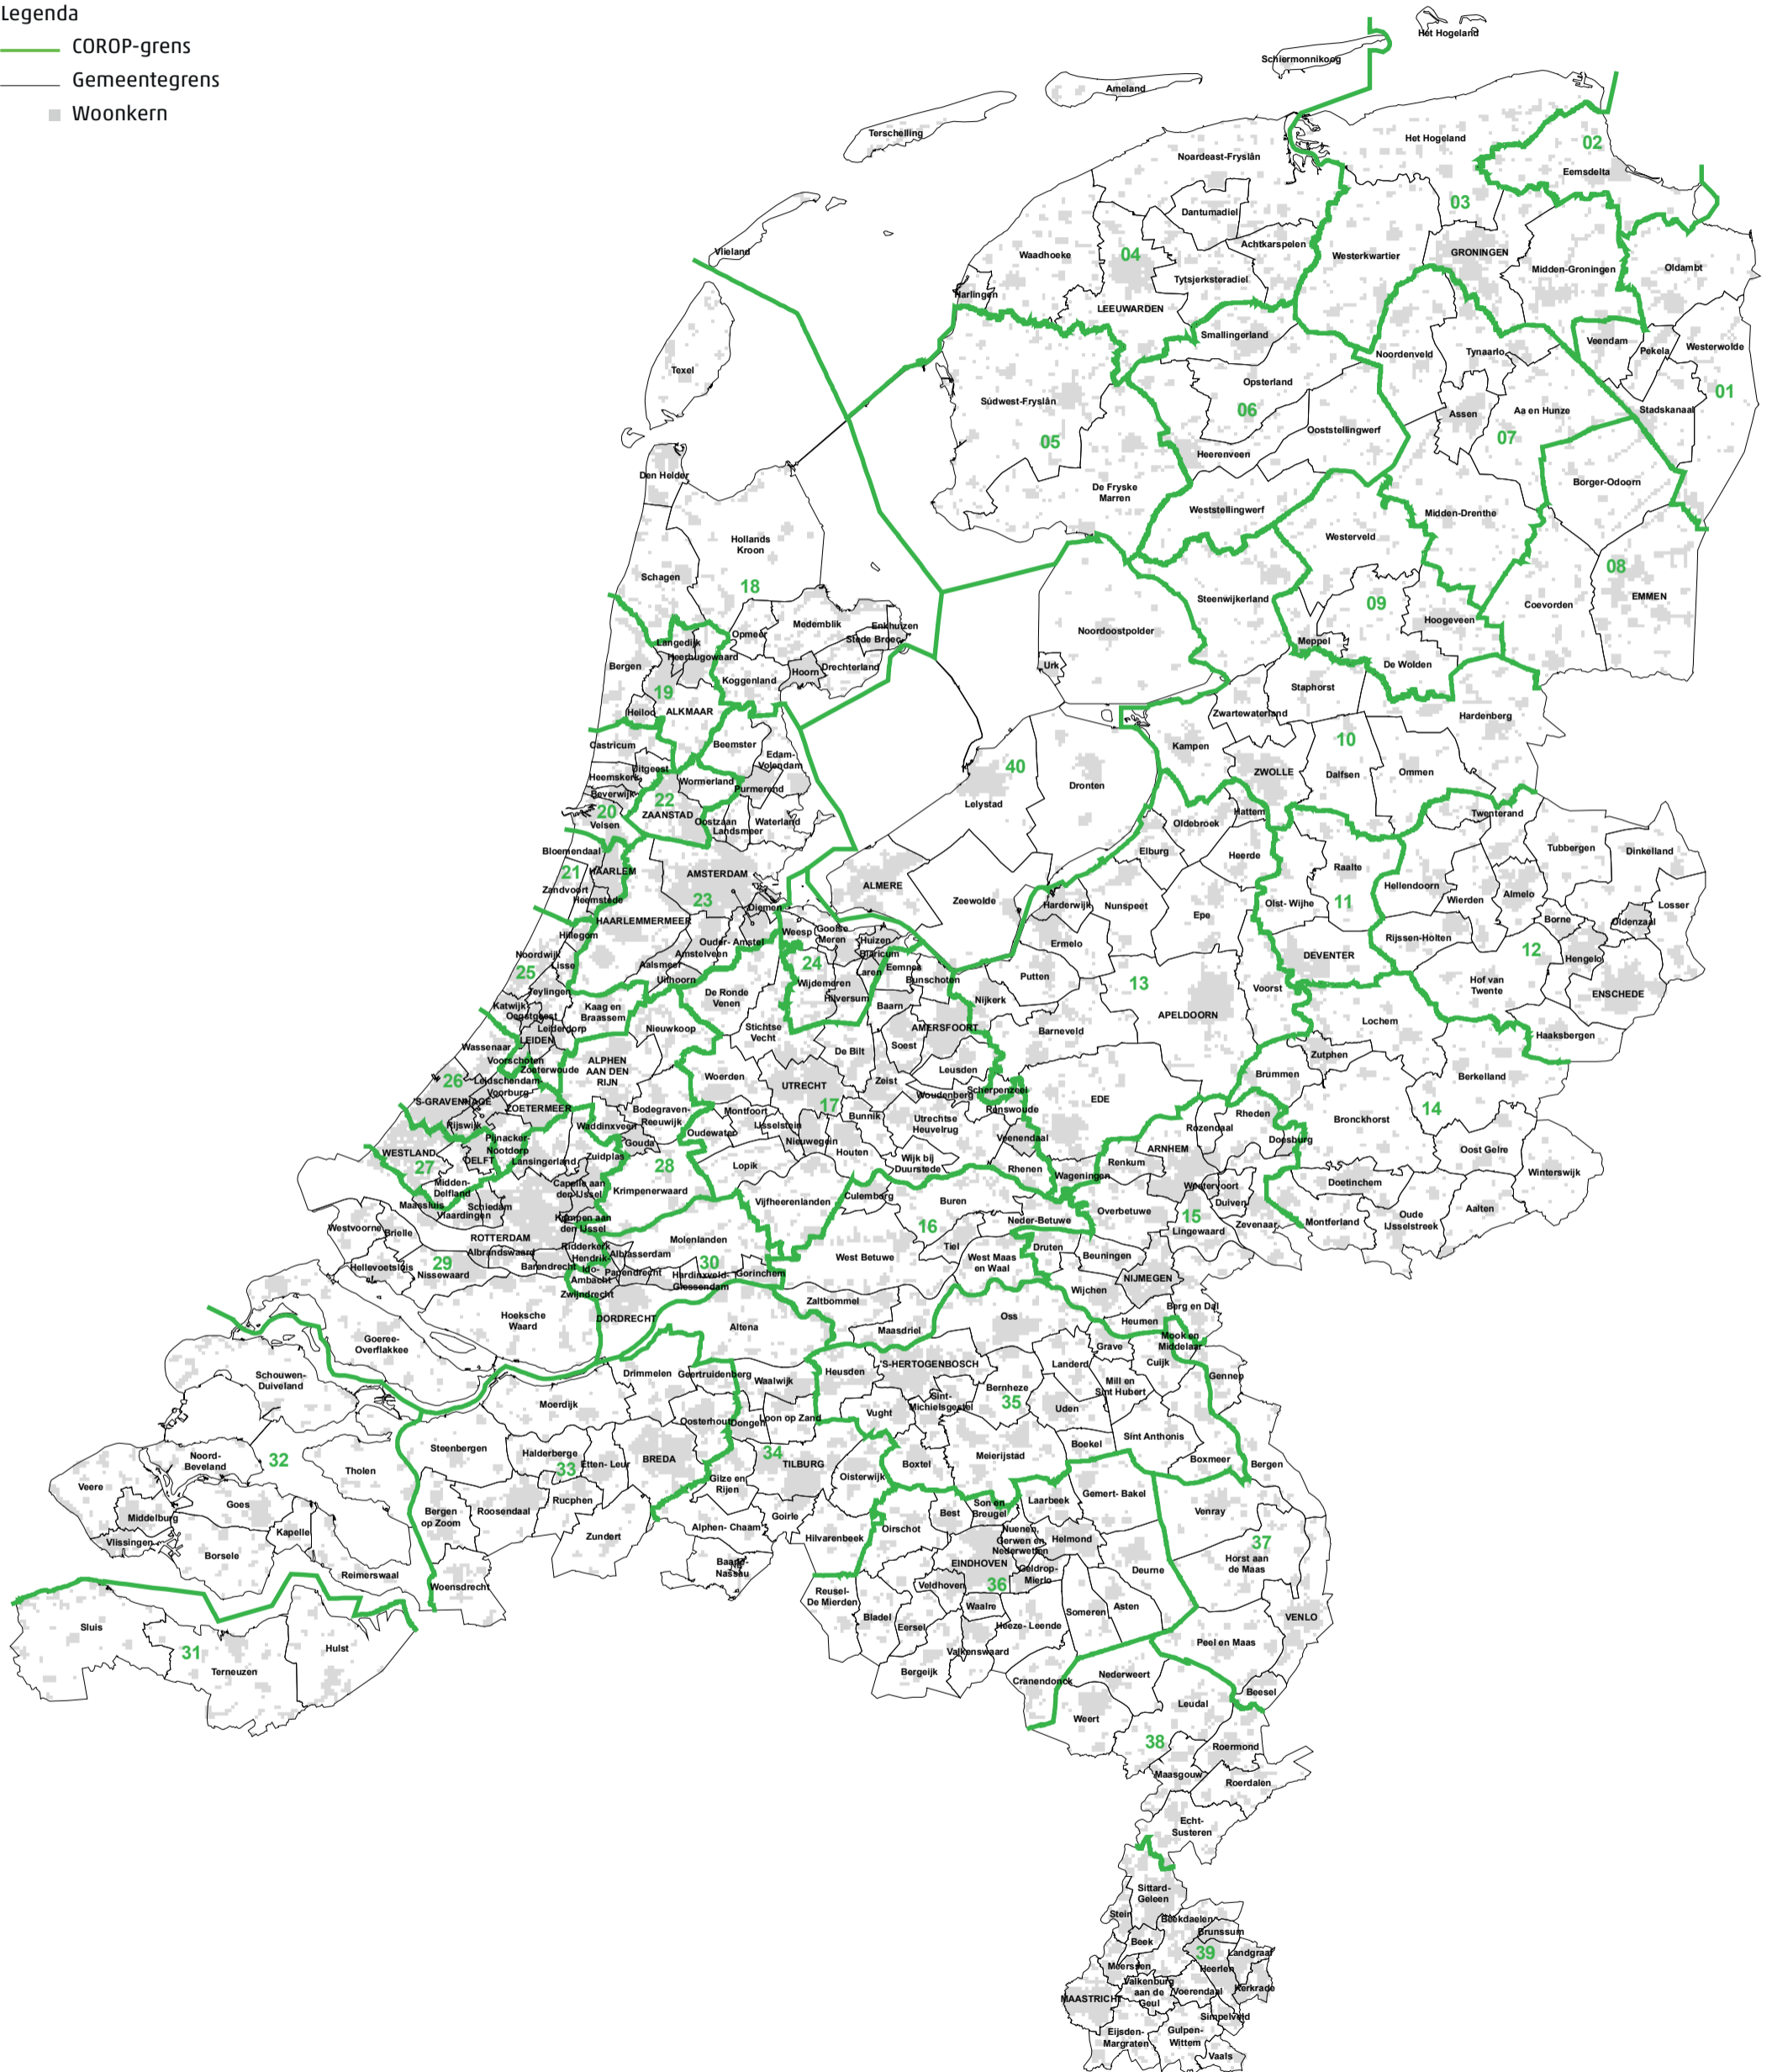 Legenda
COROP-grens
Gemeentegrens
Woonkern
Het Hogeland
Schiermonnikoog
Ameland
Terschelling
Vlieland
Texel
Het Hogeland
02
Eemsdelta
Noardeast-Fryslân
Dantumadiel
03
Achtkarspelen
Waadhoeke
04
Westerkwartier
GRONINGEN
Midden-Groningen
Oldambt
Tytsjerksteradiel
Harlingen
LEEUWARDEN
Smallingerland
Noordenveld
Tynaarlo
Veendam
Pekela
Westerwolde
01
Opsterland
Súdwest-Fryslân
06
Assen
Aa en Hunze
Stadskanaal
Ooststellingwerf
05
07
Heerenveen
Den Helder
De Fryske
Marren
Borger-Odoorn
Weststellingwerf
Midden-Drenthe
Westerveld
Hollands
Kroon
Schagen
18
08
EMMEN
Steenwijkerland
09
Coevorden
Hoogeveen
Medemblik
Enkhuizen
Opmeer
Stede Broec
Noordoostpolder
Langedijk
Heerhugowaard
Meppel
De Wolden
Bergen
Hoorn
Drechterland
Urk
Koggenland
Staphorst
19
Heiloo
ALKMAAR
Zwartewaterland
Hardenberg
Castricum
Beemster
Kampen
10
Edam-
Volendam
Uitgeest
40
ZWOLLE
Dalfsen
Ommen
Heemskerk
Wormerland
Purmerend
Dronten
Beverwijk
22
Lelystad
20
Velsen
ZAANSTAD
Oostzaan
Waterland
Landsmeer
Hattem
Oldebroek
Twenterand
Bloemendaal
Elburg
Heerde
Tubbergen
Dinkelland
21
HAARLEM
AMSTERDAM
Raalte
Zandvoort
ALMERE
Hellendoorn
Almelo
Heemstede
23
Diemen
Zeewolde
Harderwijk
Nunspeet
Epe
Olst- Wijhe
11
Wierden
Losser
HAARLEMMERMEER
Borne
Oldenzaal
Hillegom
Weesp
Gooise
Meren
Huizen
Ouder- Amstel
Ermelo
Rijssen-Holten
12
Noordwijk
Amstelveen
Blaricum
DEVENTER
Hengelo
Lisse
Aalsmeer
24
Laren
Eemnes
25
Uithoorn
Wijdemeren
Bunschoten
Putten
13
Hof van
Twente
Teylingen
De Ronde
Venen
Hilversum
Baarn
Nijkerk
Voorst
ENSCHEDE
Katwijk
Kaag en
Braassem
Oegstgeest
APELDOORN
Lochem
Leiderdorp
Nieuwkoop
Stichtse
Vecht
AMERSFOORT
Barneveld
Haaksbergen
LEIDEN
Soest
Wassenaar
De Bilt
Zutphen
Voorschoten
ALPHEN
AAN DEN
RIJN
Zoeterwoude
Leusden
Brummen
Berkelland
26
Leidschendam-
Voorburg
Woerden
UTRECHT
Zeist
Scherpenzeel
Woudenberg
EDE
'S-GRAVENHAGE
ZOETERMEER
Bodegraven-
Reeuwijk
Montfoort
17
Renswoude
Rheden
Bronckhorst
14
Rijswijk
Waddinxveen
Oudewater
IJsselstein
Bunnik
Utrechtse
Heuvelrug
Rozendaal
Pijnacker-
Nootdorp
Gouda
Nieuwegein
Veenendaal
Doesburg
WESTLAND
DELFT
Lansingerland
Zuidplas
Houten
ARNHEM
Oost Gelre
27
28
Lopik
Wijk bij
Duurstede
Rhenen
Renkum
Winterswijk
Midden-
Delfland
Capelle aan
den IJssel
Krimpenerwaard
Wageningen
Doetinchem
Maassluis
Schiedam
Vijfheerenlanden
Culemborg
Buren
Westervoort
Duiven
Vlaardingen
Krimpen aan
den IJssel
Neder-Betuwe
Overbetuwe
15
Aalten
Westvoorne
Brielle
ROTTERDAM
16
Lingewaard
Zevenaar
Montferland
Oude
IJsselstreek
Albrandswaard
Ridderkerk
Molenlanden
Tiel
Druten
Hellevoetsluis
29
Nissewaard
Barendrecht
Hendrik-
Ido-
Ambacht
Alblasserdam
30
West Betuwe
West Maas
en Waal
Beuningen
Papendrecht
Hardinxveld-
Giessendam
Gorinchem
NIJMEGEN
Zwijndrecht
Wijchen
Hoeksche
Waard
DORDRECHT
Zaltbommel
Berg en Dal
Altena
Maasdriel
Oss
Heumen
Goeree-
Overflakkee
Grave
Mook en
Middelaar
Schouwen-
Duiveland
Drimmelen
Geertruidenberg
Waalwijk
Heusden
'S-HERTOGENBOSCH
Landerd
Cuijk
Gennep
Bernheze
Mill en
Sint Hubert
Moerdijk
Sint-
Michielsgestel
35
Uden
Oosterhout
Dongen
Loon op Zand
Vught
Steenbergen
Halderberge
Sint Anthonis
Noord-
Beveland
32
33
Etten- Leur
BREDA
34
TILBURG
Meierijstad
Boekel
Boxmeer
Bergen
Tholen
Gilze en
Rijen
Oisterwijk
Boxtel
Veere
Goes
Rucphen
Gemert- Bakel
Middelburg
Bergen
op Zoom
Roosendaal
Goirle
Son en
Breugel
Laarbeek
Venray
Kapelle
Best
Vlissingen
Zundert
Alphen- Chaam
Hilvarenbeek
Oirschot
Nuenen,
Gerwen en
Nederwetten
Helmond
37
Borsele
EINDHOVEN
Horst aan
de Maas
Reimerswaal
Baarle-
Nassau
Geldrop-
Mierlo
Deurne
Woensdrecht
Reusel-
De Mierden
Veldhoven
36
Sluis
Bladel
Waalre
Someren
Asten
VENLO
Hulst
Eersel
Heeze- Leende
31
Terneuzen
Valkenswaard
Peel en Maas
Bergeijk
Cranendonck
Nederweert
Beesel
Weert
Leudal
38
Roermond
Maasgouw
Roerdalen
Echt-
Susteren
Sittard-
Geleen
Stein
Beekdaelen
Brunssum
Beek
39
Landgraaf
Meerssen
Heerlen
Valkenburg
aan de
Geul
Voerendaal
Kerkrade
MAASTRICHT
Simpelveld
Eijsden-
Margraten
Gulpen-
Wittem
Vaals